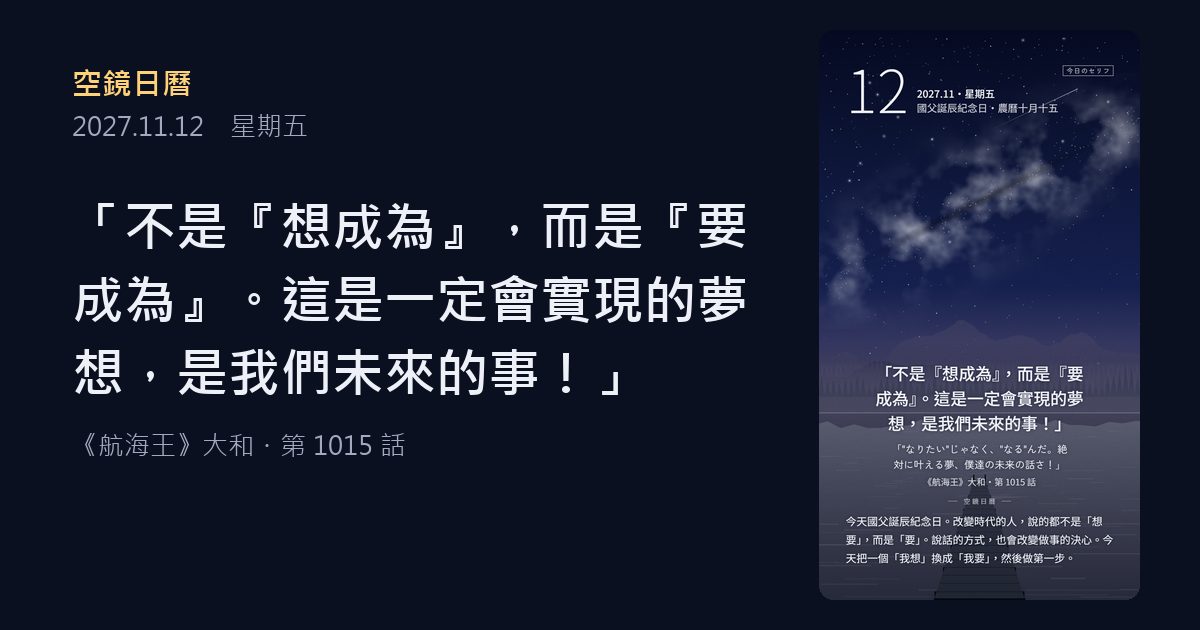 空鏡日曆
2027.11.12　星期五
「不是『想成為』，而是『要
成為』。這是一定會實現的夢
想，是我們未來的事！」
《航海王》大和・第 1015 話
今日のセリフ
12
2027.11・星期五
國父誕辰紀念日・農曆十月十五
「不是『想成為』，而是『要
成為』。這是一定會實現的夢
想，是我們未來的事！」
「"なりたい"じゃなく、"なる"んだ。絶
対に叶える夢、僕達の未来の話さ！」
《航海王》大和・第 1015 話
— 空鏡日曆 —
今天國父誕辰紀念日。改變時代的人，說的都不是「想
要」，而是「要」。說話的方式，也會改變做事的決心。今
天把一個「我想」換成「我要」，然後做第一步。